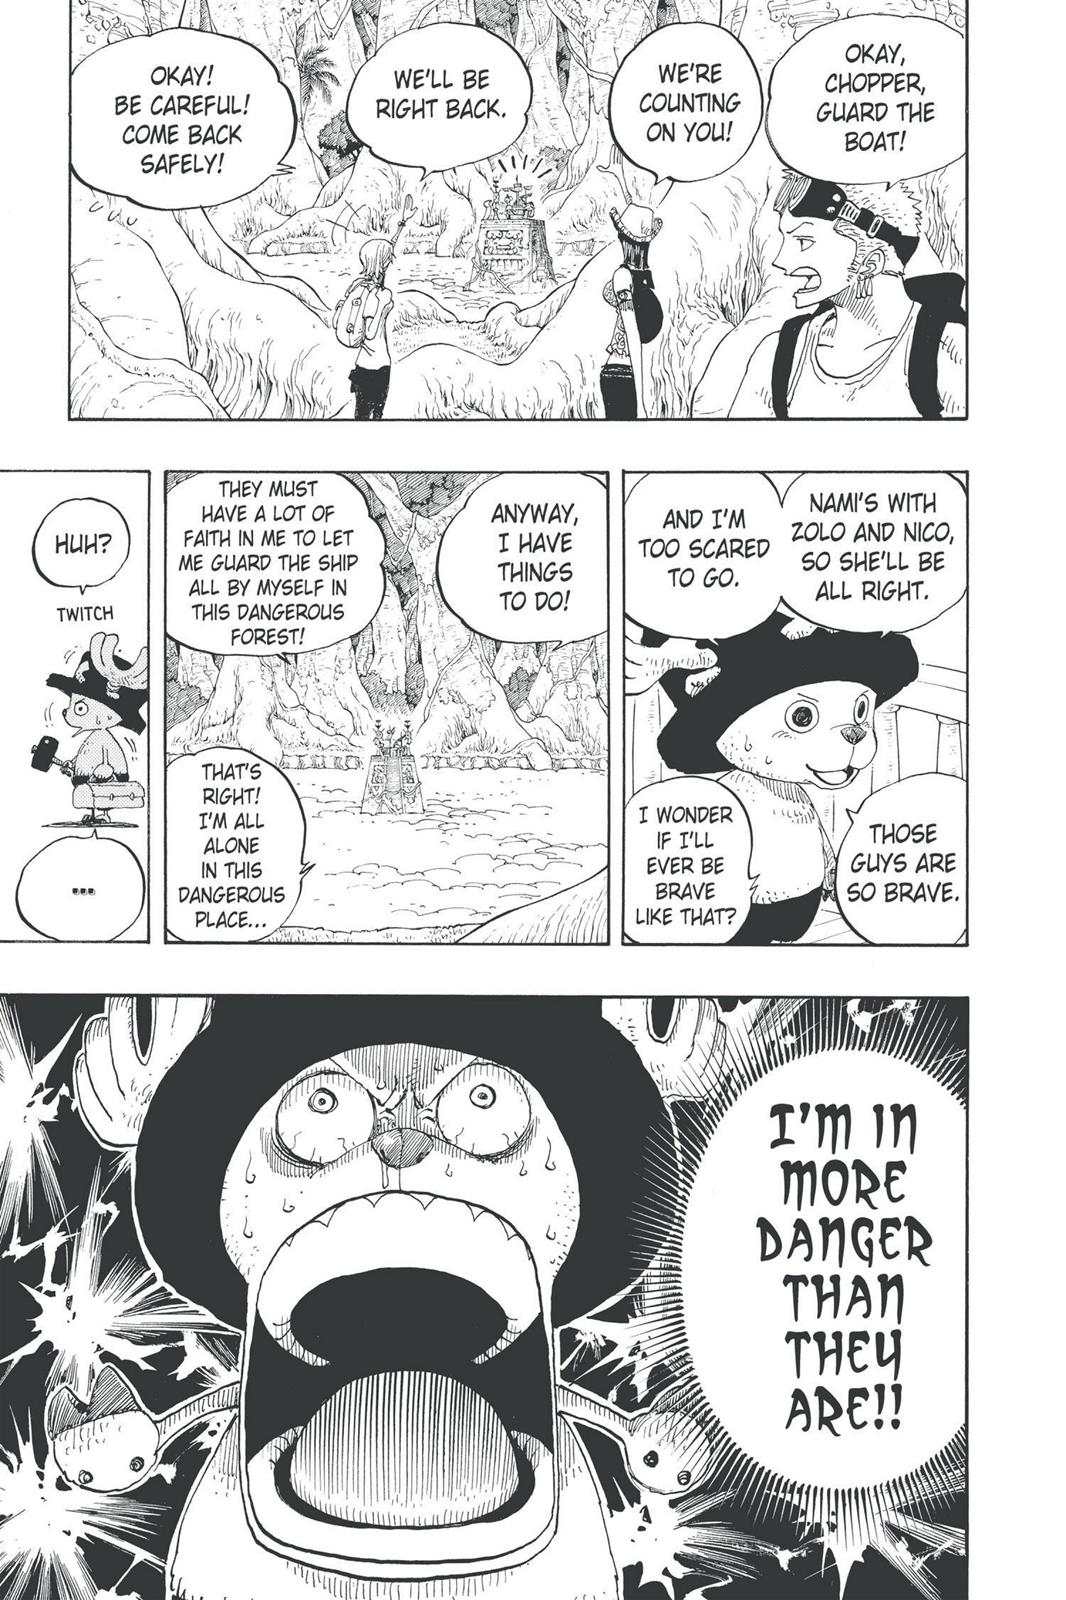 OKAY,
CHOPPER,
GUARD THE
BOAT!
WE'RE
COUNTING
ON YOU!
WE'LL BE
RIGHT BACK.
OKAY!
BE CAREFUL!
COME BACK
SAFELY!
NAMI'S WITH
ZOLO AND NICO,
SO SHE'LL BE
ALL RIGHT.
AND I'M
TOO SCARED
TO GO.
THOSE
GUYS ARE
SO BRAVE.
I WONDER
IF I'LL
EVER BE
BRAVE
LIKE THAT?
ANYWAY,
I HAVE
THINGS
TO DO!
THEY MUST
HAVE A LOT OF
FAITH IN ME TO LET
ME GUARD THE SHIP
ALL BY MYSELF IN
THIS DANGEROUS
FOREST!
THAT'S
RIGHT!
I'M ALL
ALONE
IN THIS
DANGEROUS
PLACE...
HUH?
TWITCH
...
I'M IN
MORE
DANGER
THAN
THEY
ARE!!